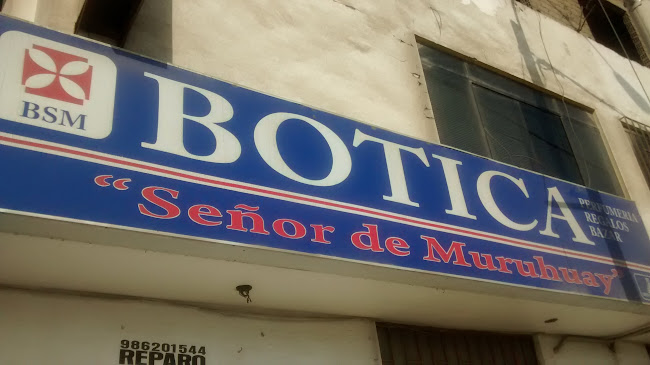 BSM
BOTICA
PERFUMERIA
REGALOS
BAZAR
“Señor de Muruhuay”
986201544
REPARO